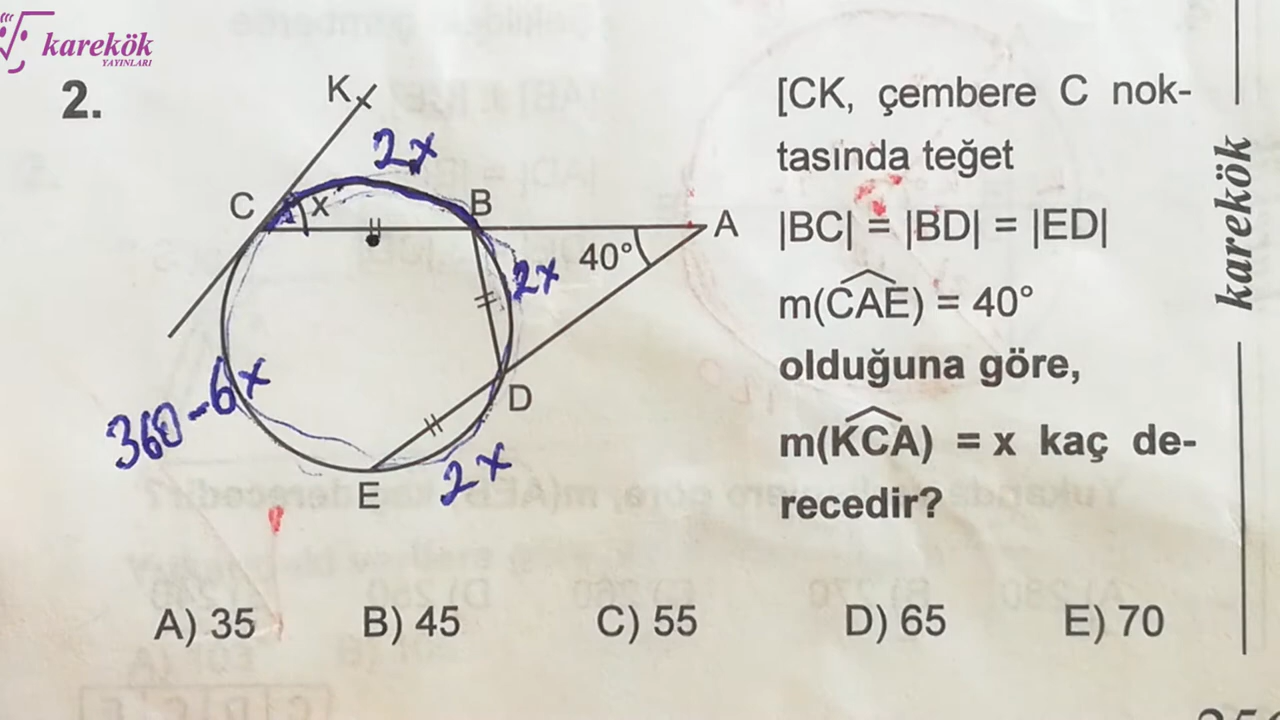 karekök
YAYINLARI
2.
K
2x
C
x
B
A
40°
2x
360-6x
D
2x
E
[CK, çembere C nok-
tasında teğet
|BC| = |BD| = |ED|
m(CAE) = 40°
olduğuna göre,
m(KCA) = x kaç de-
recedir?
A) 35 B) 45 C) 55 D) 65 E) 70
karekök